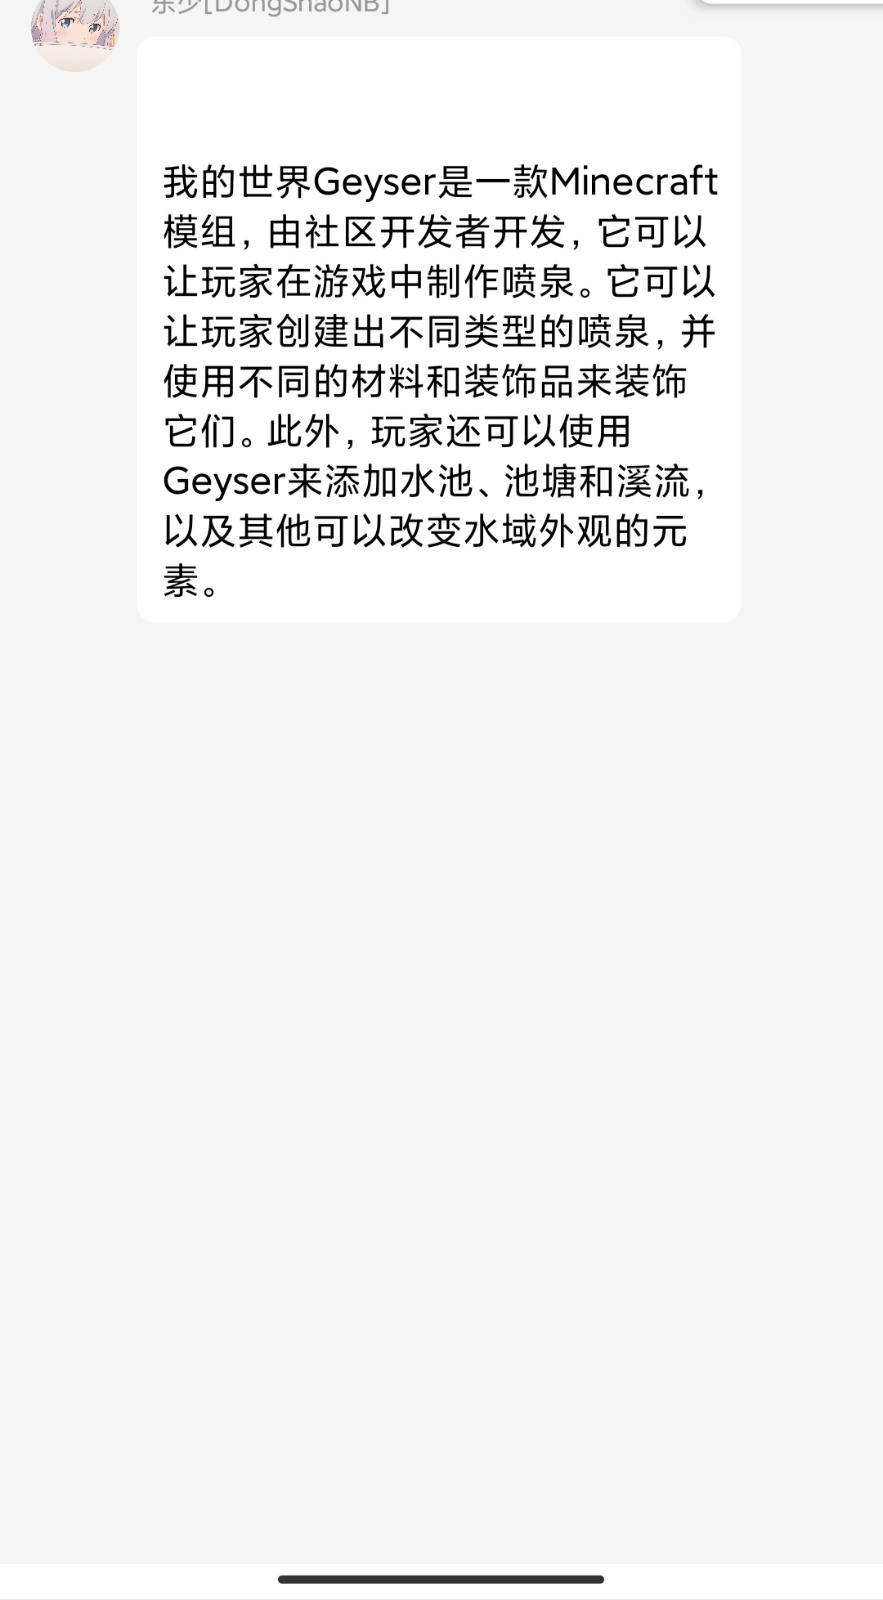 东少[DongShaoNB]
我的世界Geyser是一款Minecraft
模组，由社区开发者开发，它可以
让玩家在游戏中制作喷泉。它可以
让玩家创建出不同类型的喷泉，并
使用不同的材料和装饰品来装饰
它们。此外，玩家还可以使用
Geyser来添加水池、池塘和溪流，
以及其他可以改变水域外观的元
素。